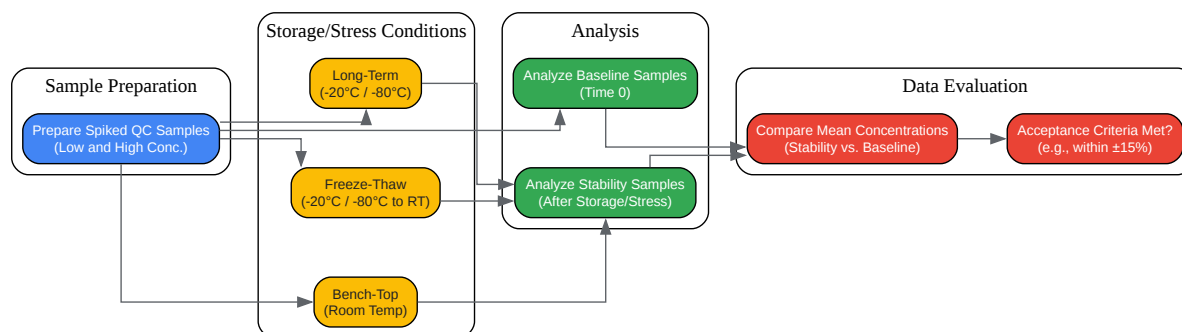 Sample Preparation
Prepare Spiked QC Samples
(Low and High Conc.)
Storage/Stress Conditions
Long-Term
(-20°C / -80°C)
Freeze-Thaw
(-20°C / -80°C to RT)
Bench-Top
(Room Temp)
Analysis
Analyze Baseline Samples
(Time 0)
Analyze Stability Samples
(After Storage/Stress)
Data Evaluation
Compare Mean Concentrations
(Stability vs. Baseline)
Acceptance Criteria Met?
(e.g., within ±15%)